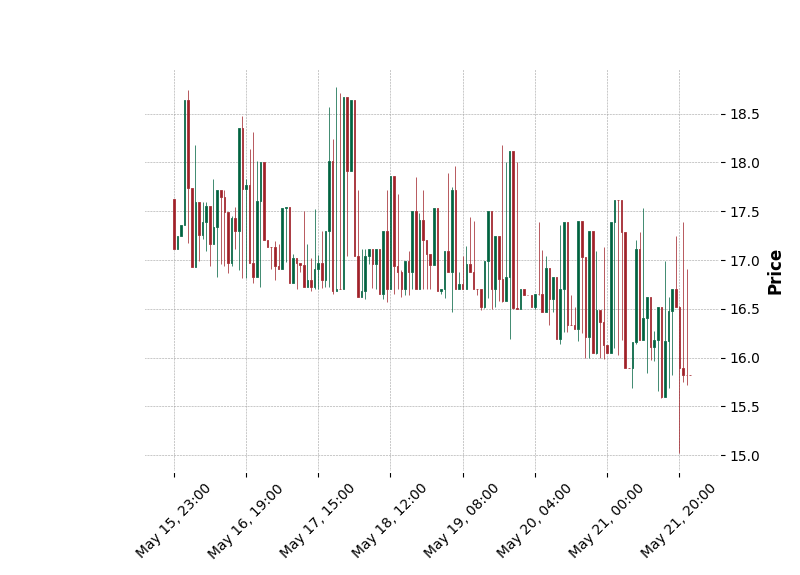 18.5
18.0
17.5
17.0
16.5
16.0
15.5
15.0
Price
May 15, 23:00
May 16, 19:00
May 17, 15:00
May 18, 12:00
May 19, 08:00
May 20, 04:00
May 21, 00:00
May 21, 20:00